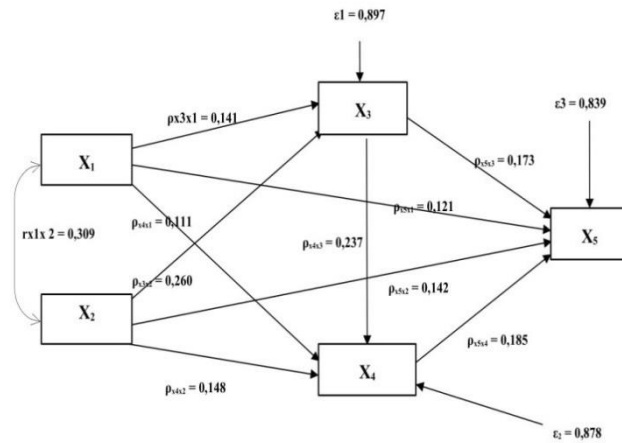 ε1 = 0,897
X₃
ε3 = 0,839
ρx3x1 = 0,141
X₁
ρₓ₅ₓ₃ = 0,173
ρₓ₄ₓ₁ = 0,111
ρₓ₅ₓ₁ = 0,121
rx1x 2 = 0,309
X₅
ρₓ₄ₓ₃ = 0,237
ρₓ₃ₓ₂ = 0,260
ρₓ₅ₓ₂ = 0,142
X₂
ρₓ₅ₓ₄ = 0,185
X₄
ρₓ₄ₓ₂ = 0,148
ε₂ = 0,878